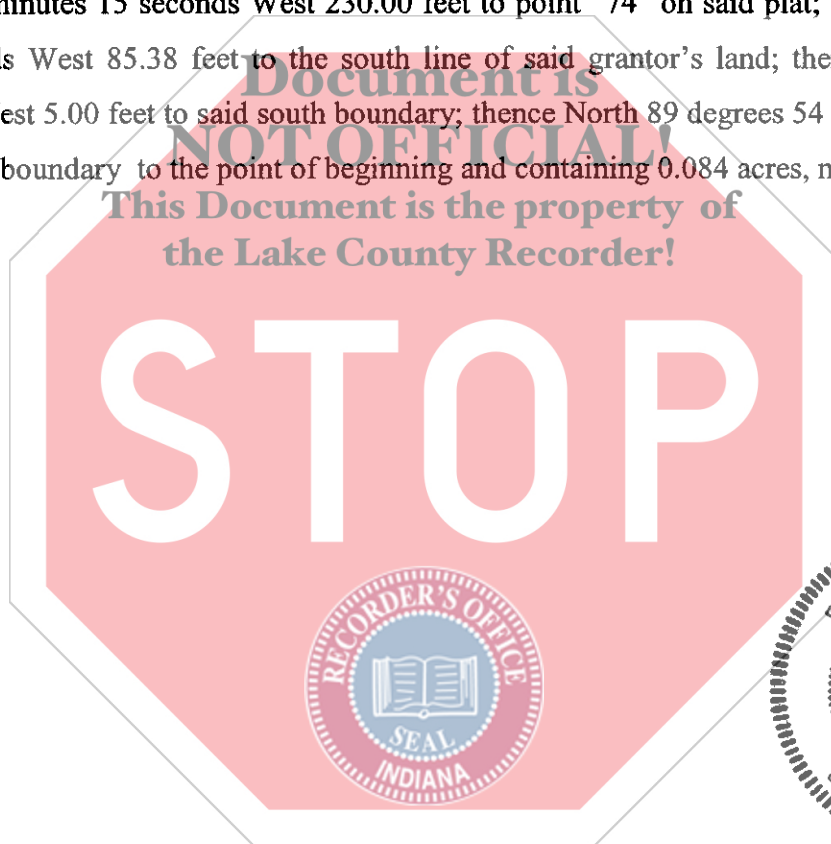 minutes 15 seconds West 230.00 feet to point "74" on said plat;
ls West 85.38 feet to the south line of said grantor's land; the
est 5.00 feet to said south boundary; thence North 89 degrees 54
boundary to the point of beginning and containing 0.084 acres,
Document is
NOT OFFICIAL!
This Document is the property of
the Lake County Recorder!
STOP
RECORDER'S OFFICE
SEAL
INDIANA